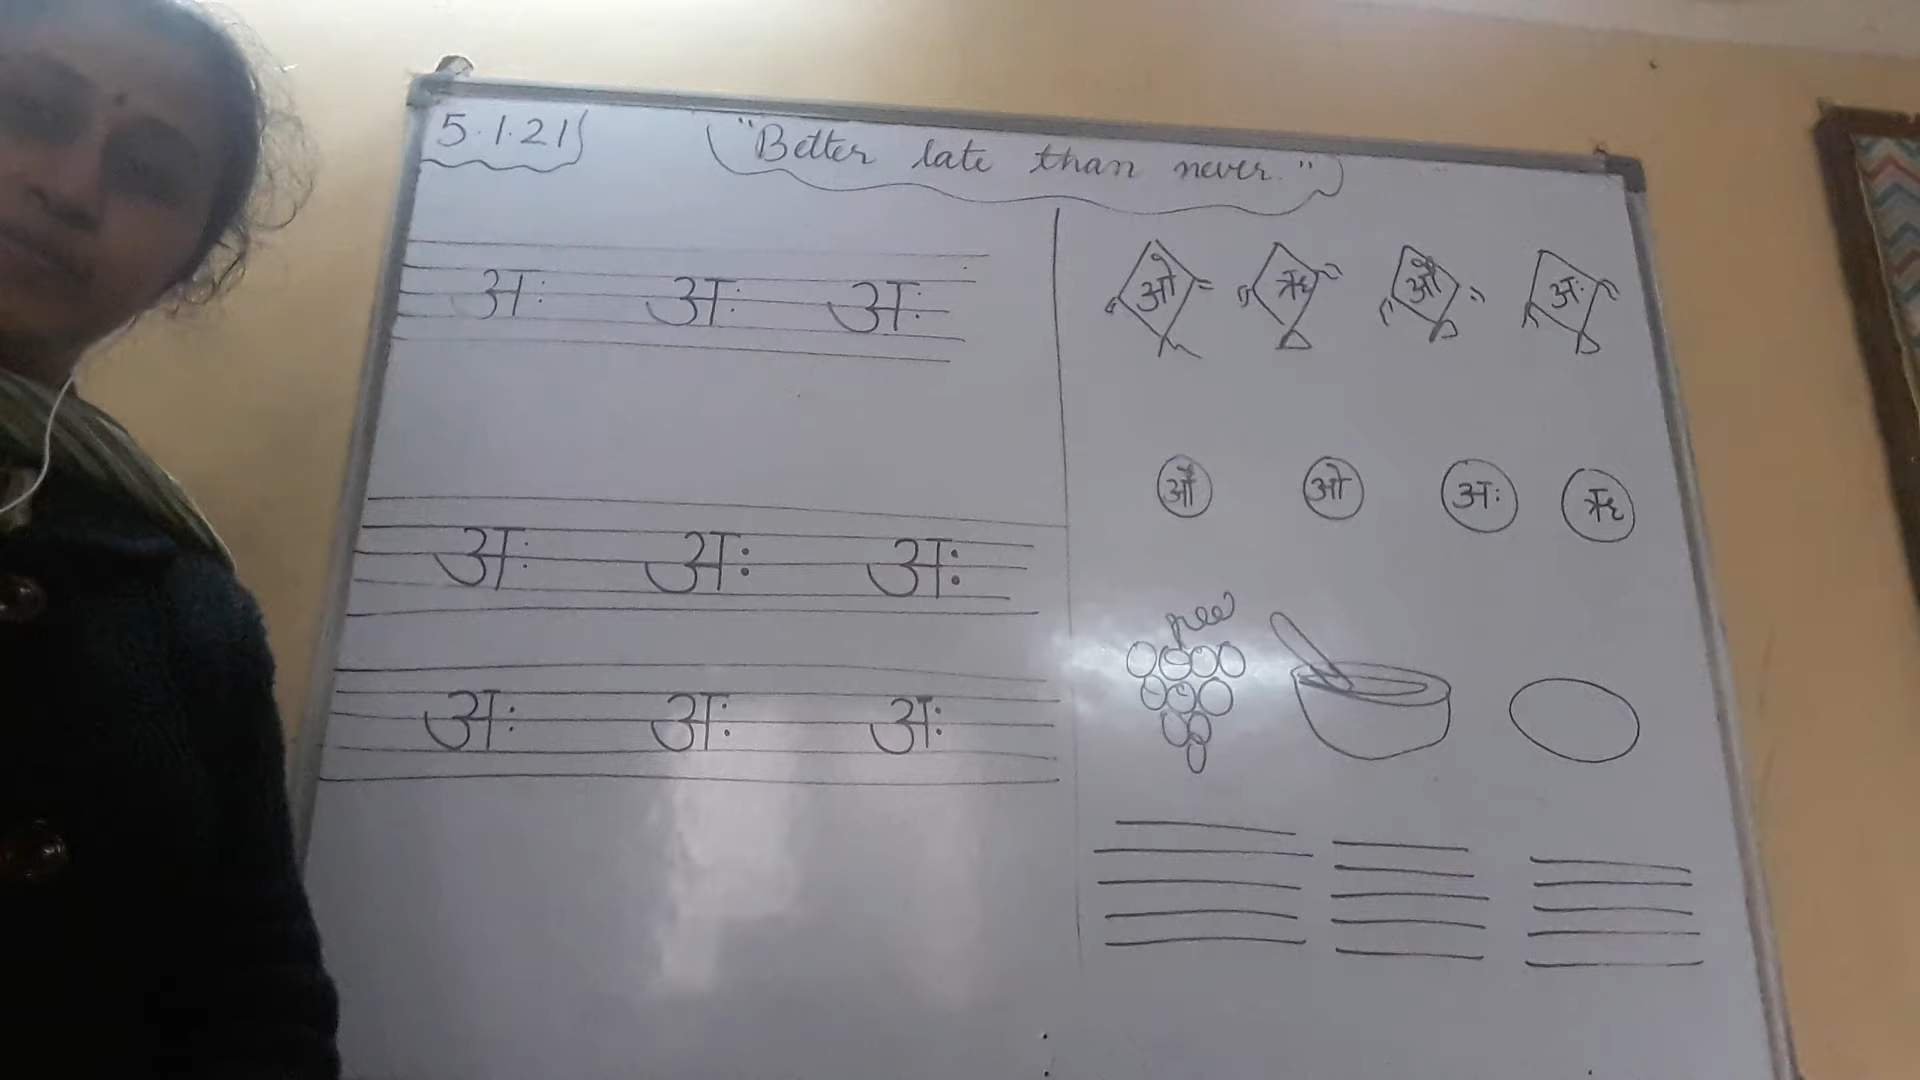 5.1.21
"Better late than never."
अः अः अः
अः अः अः
अः अः अः
ओ ऋ औ अः
औ ओ अः ऋ